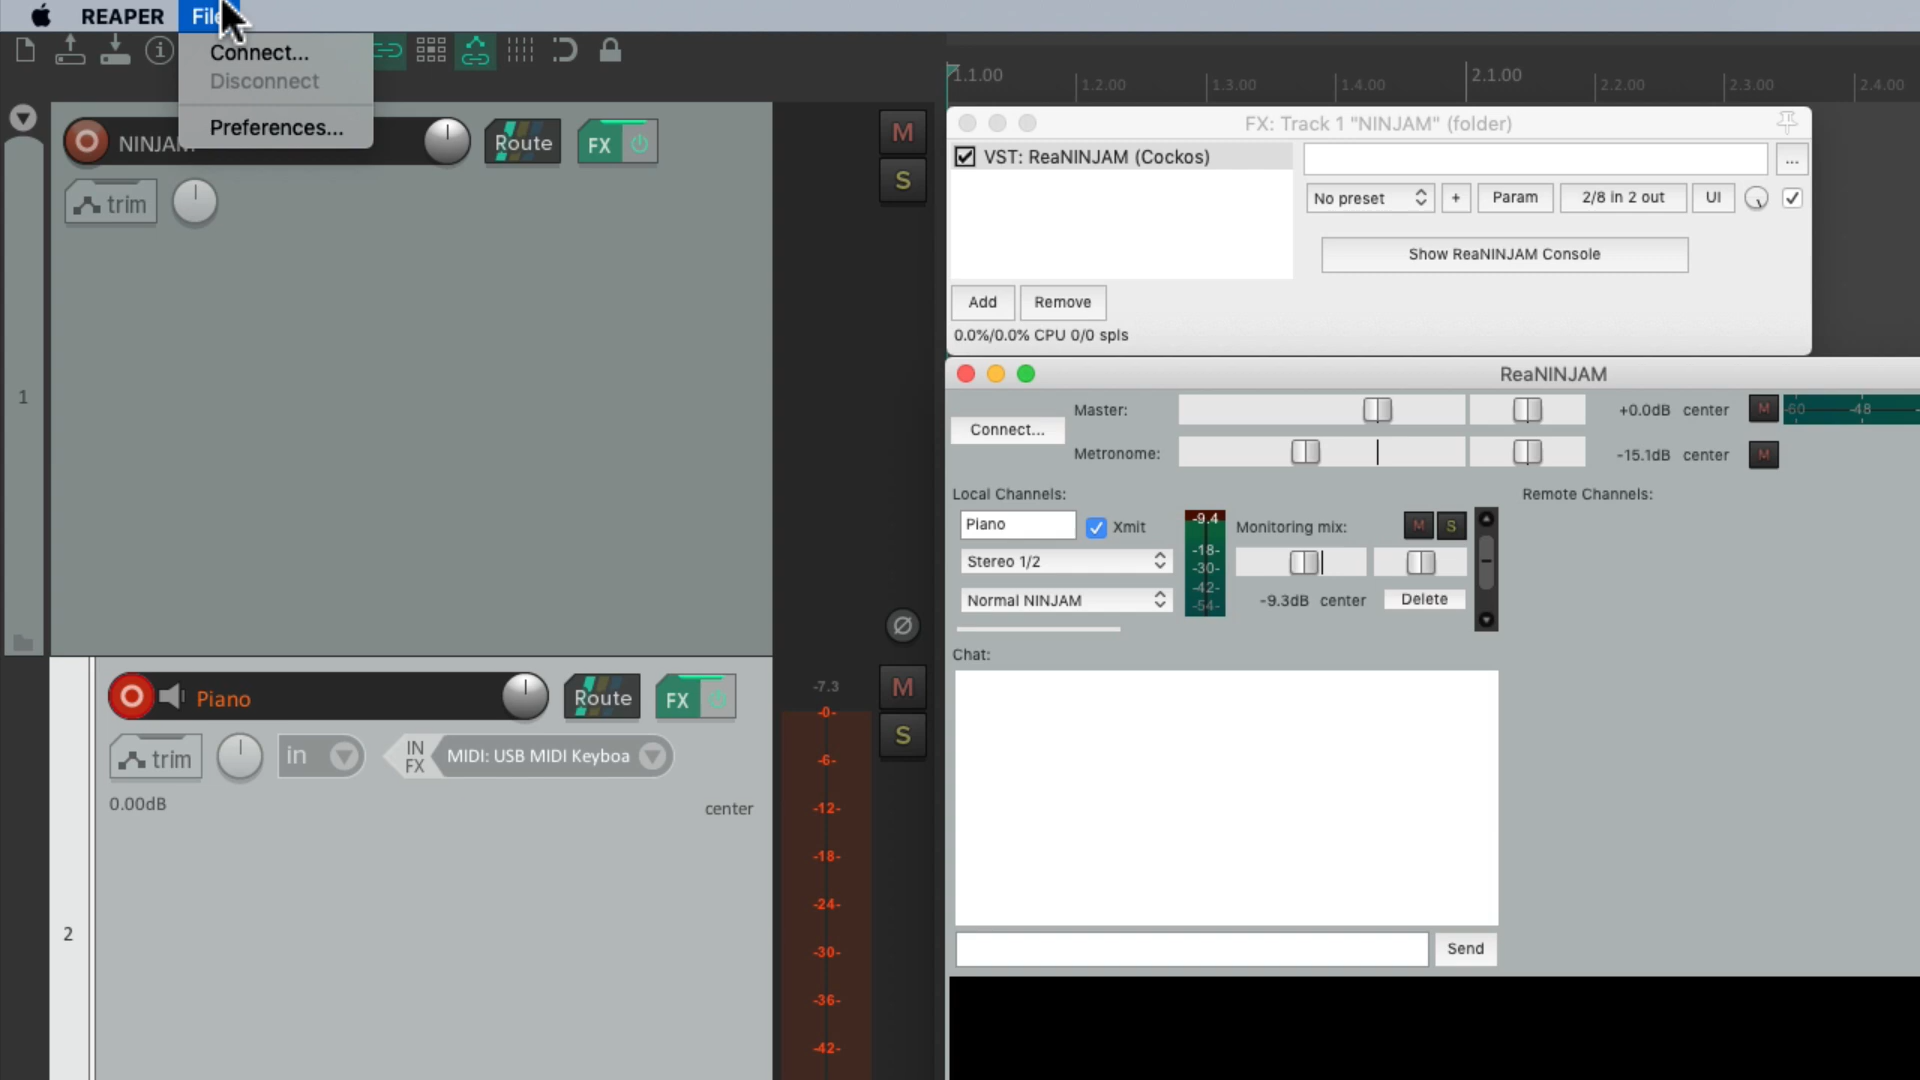 REAPER File
Connect...
Disconnect
Preferences...
NINJAM
Route
FX
M
S
trim
1
1.1.00
1.2.00
1.3.00
1.4.00
2.1.00
2.2.00
2.3.00
2.4.00
FX: Track 1 "NINJAM" (folder)
VST: ReaNINJAM (Cockos)
...
No preset
+
Param
2/8 in 2 out
UI
Show ReaNINJAM Console
Add
Remove
0.0%/0.0% CPU 0/0 spls
ReaNINJAM
Connect...
Master:
+0.0dB center
M
-60 -48
Metronome:
-15.1dB center
M
Local Channels:
Remote Channels:
Piano
Xmit
Stereo 1/2
Normal NINJAM
-9.4
-18-
-30-
-42-
-54-
Monitoring mix:
M
S
-9.3dB center
Delete
Chat:
Send
Piano
Route
FX
M
S
trim
in
IN
FX
MIDI: USB MIDI Keyboa
0.00dB
center
2
-7.3
-0-
-6-
-12-
-18-
-24-
-30-
-36-
-42-